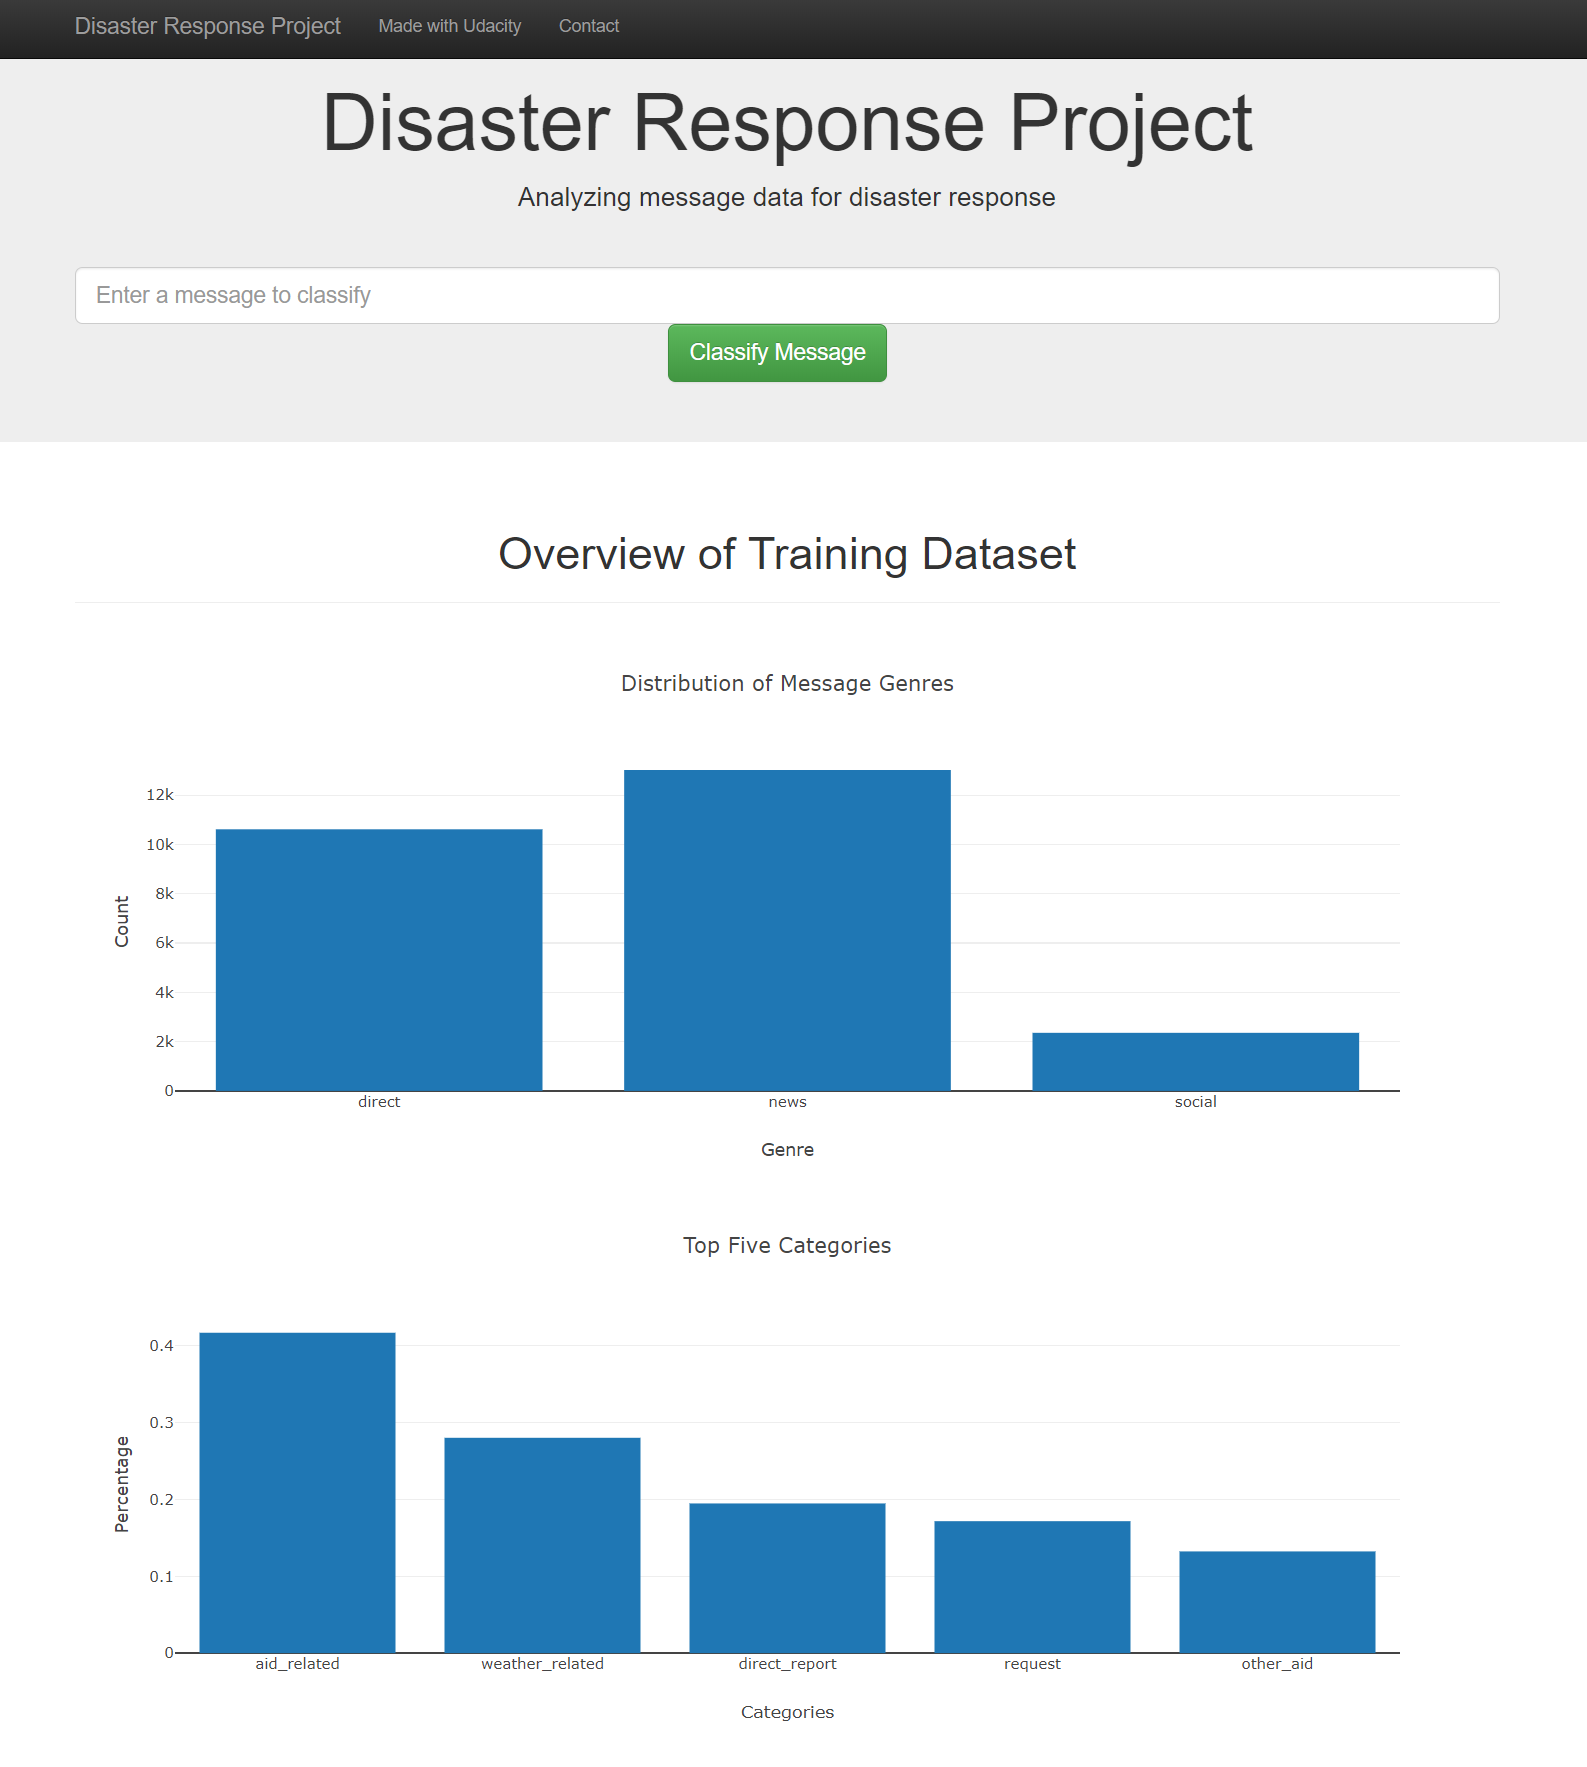 Disaster Response Project Made with Udacity Contact
Disaster Response Project
Analyzing message data for disaster response
Enter a message to classify
Classify Message
Overview of Training Dataset
Distribution of Message Genres
12k
10k
8k
6k
4k
2k
0
Count
direct news social
Genre
Top Five Categories
0.4
0.3
0.2
0.1
0
Percentage
aid_related weather_related direct_report request other_aid
Categories